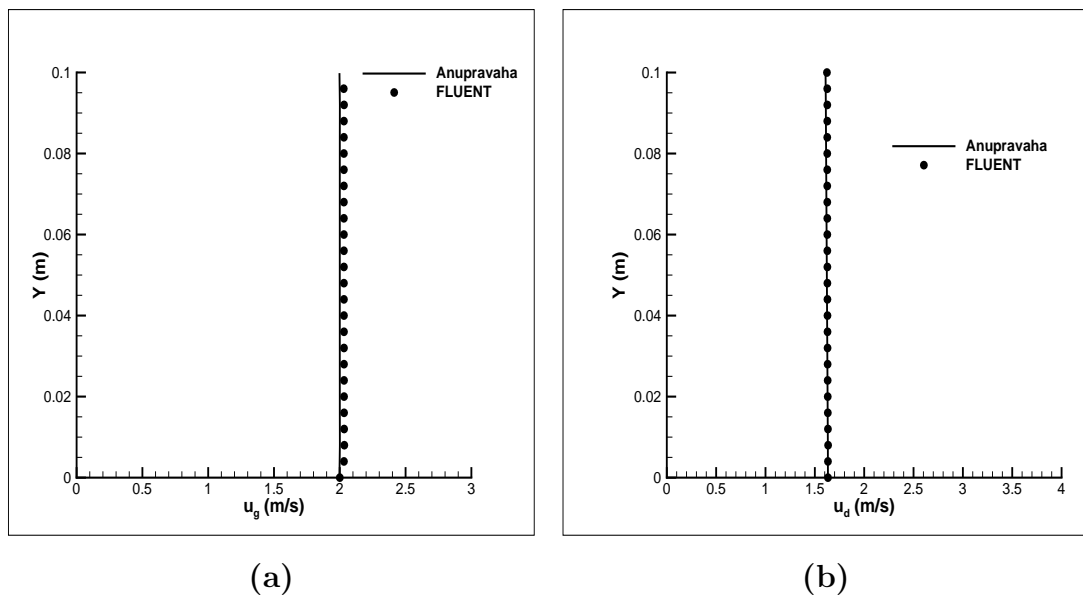 0.1
0.08
0.06
0.04
0.02
0
Y (m)
0 0.5 1 1.5 2 2.5 3
u_g (m/s)
Anupravaha
FLUENT
(a)
0.1
0.08
0.06
0.04
0.02
0
Y (m)
0 0.5 1 1.5 2 2.5 3 3.5 4
u_d (m/s)
Anupravaha
FLUENT
(b)